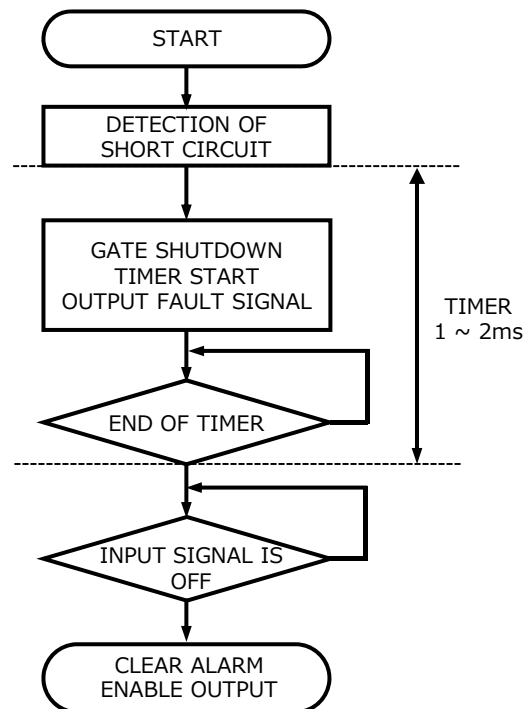 START
DETECTION OF
SHORT CIRCUIT
GATE SHUTDOWN
TIMER START
OUTPUT FAULT SIGNAL
TIMER
1 ~ 2ms
END OF TIMER
INPUT SIGNAL IS
OFF
CLEAR ALARM
ENABLE OUTPUT